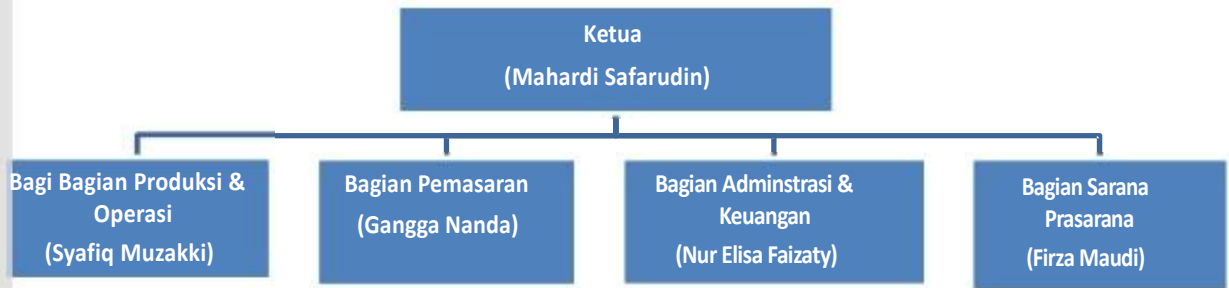 Ketua
(Mahardi Safarudin)
Bagi Bagian Produksi &
Operasi
(Syafiq Muzakki)
Bagian Pemasaran
(Gangga Nanda)
Bagian Adminstrasi &
Keuangan
(Nur Elisa Faizaty)
Bagian Sarana
Prasarana
(Firza Maudi)